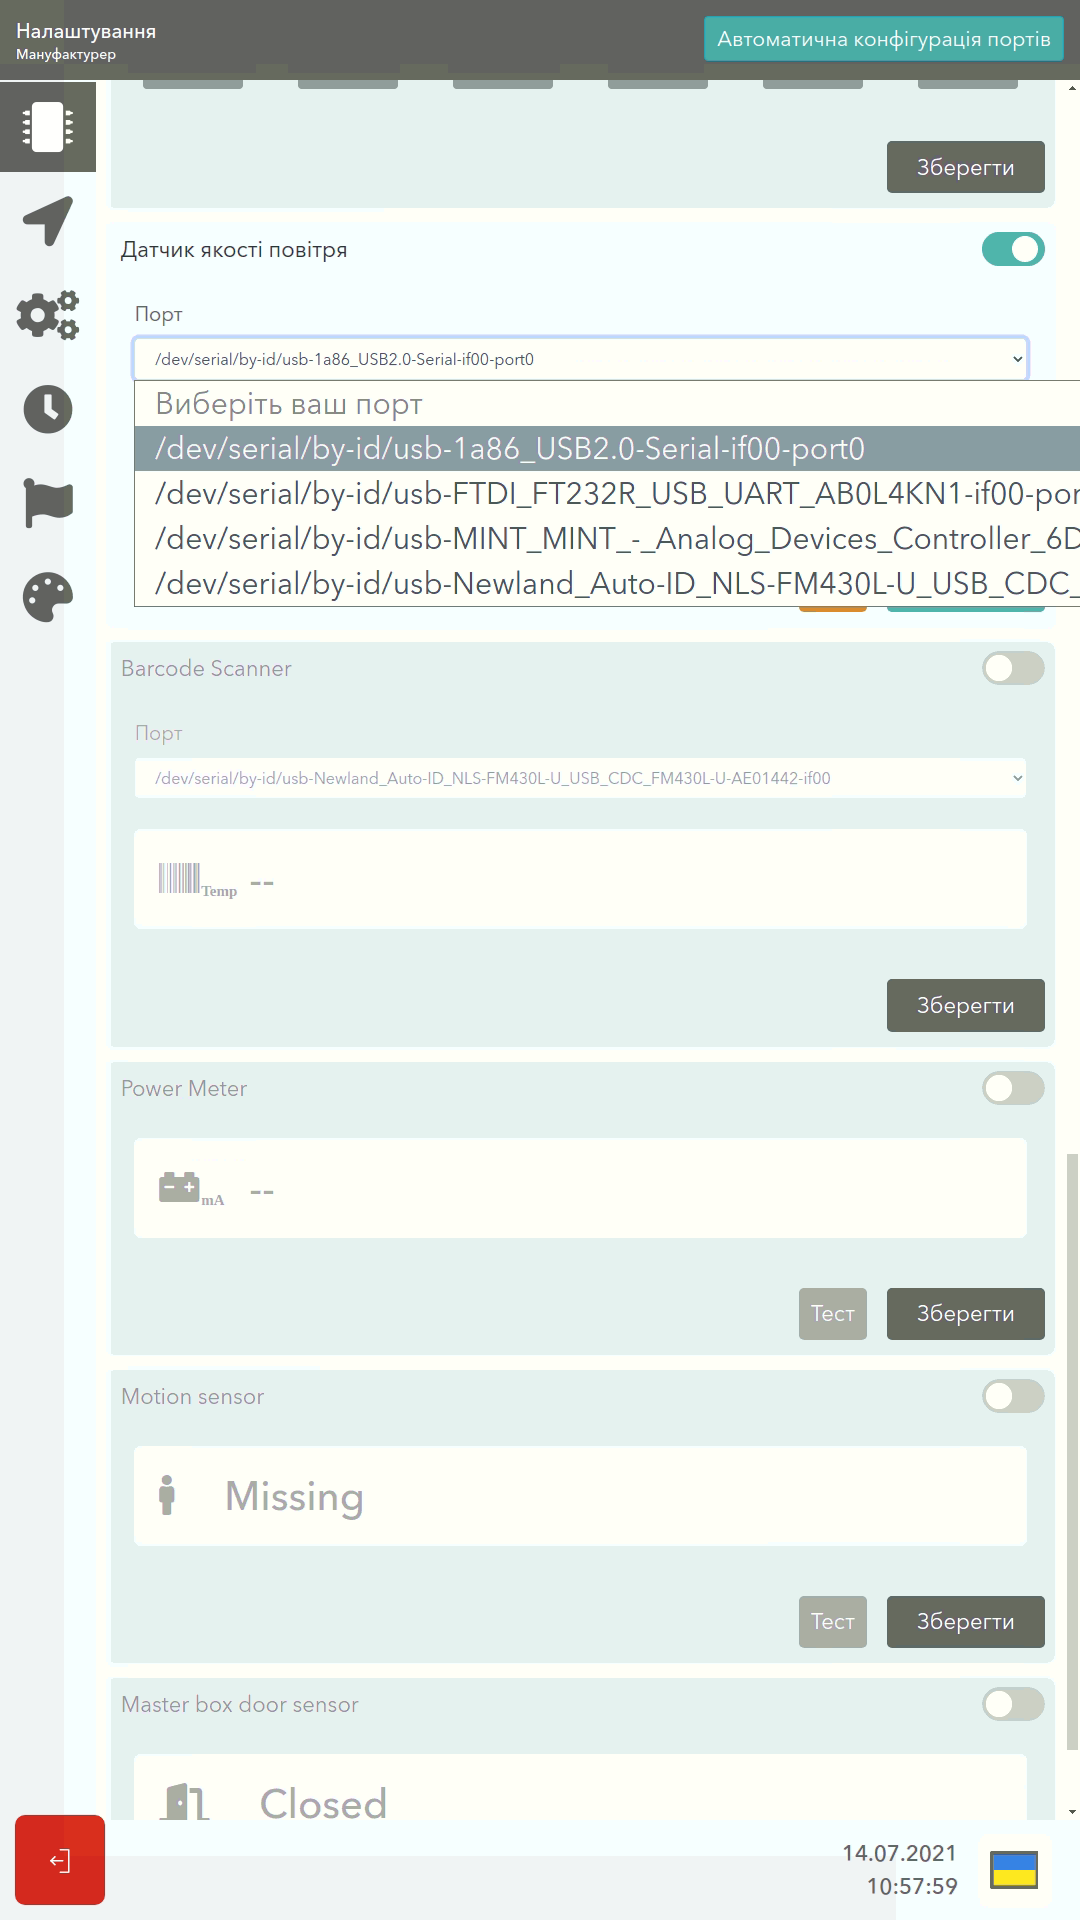 Налаштування
Мануфактурер
Автоматична конфігурація портів
Зберегти
Датчик якості повітря
Порт
/dev/serial/by-id/usb-1a86_USB2.0-Serial-if00-port0
Виберіть ваш порт
/dev/serial/by-id/usb-1a86_USB2.0-Serial-if00-port0
/dev/serial/by-id/usb-FTDI_FT232R_USB_UART_AB0L4KN1-if00-por
/dev/serial/by-id/usb-MINT_MINT_-_Analog_Devices_Controller_6D
/dev/serial/by-id/usb-Newland_Auto-ID_NLS-FM430L-U_USB_CDC_
Barcode Scanner
Порт
/dev/serial/by-id/usb-Newland_Auto-ID_NLS-FM430L-U_USB_CDC_FM430L-U-AE01442-if00
Temp --
Зберегти
Power Meter
mA --
Тест Зберегти
Motion sensor
Missing
Тест Зберегти
Master box door sensor
Closed
14.07.2021
10:57:59